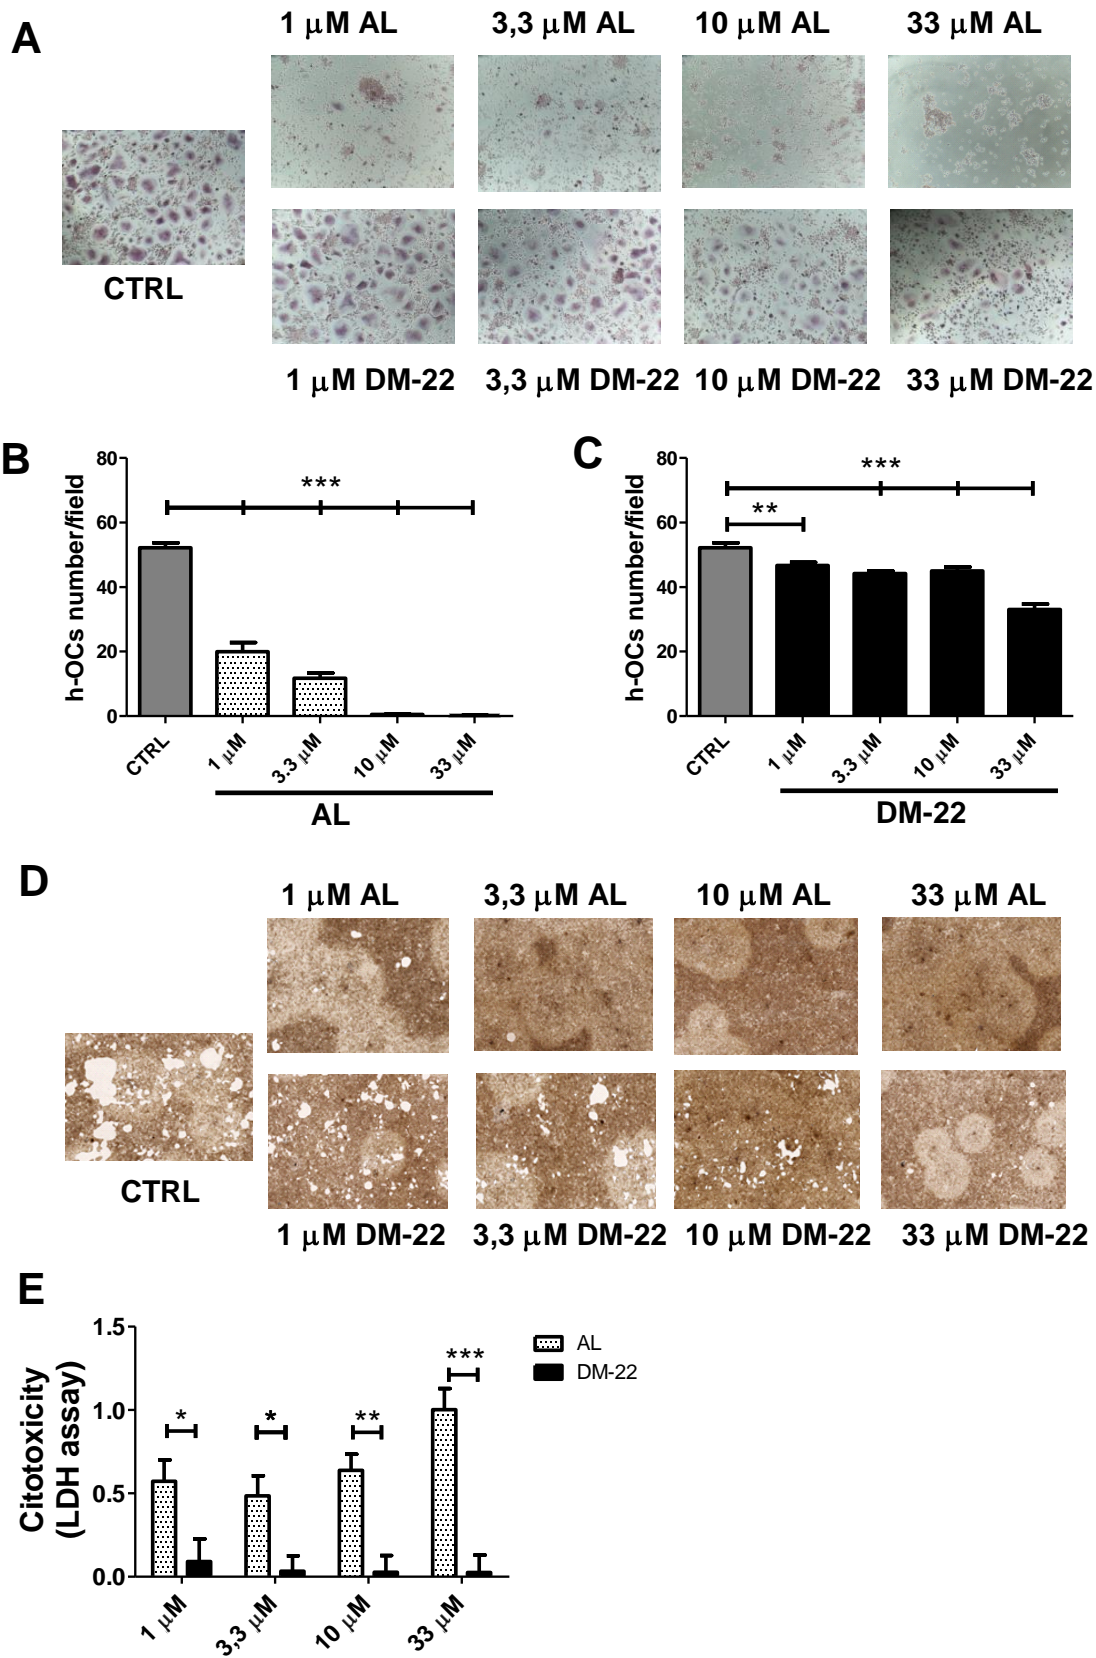 A
1 μM AL
3,3 μM AL
10 μM AL
33 μM AL
CTRL
1 μM DM-22
3,3 μM DM-22
10 μM DM-22
33 μM DM-22
B
h-OCs number/field
80
60
40
20
0
***
CTRL
1 μM
3.3 μM
10 μM
33 μM
AL
C
h-OCs number/field
80
60
40
20
0
***
**
CTRL
1 μM
3.3 μM
10 μM
33 μM
DM-22
D
1 μM AL
3,3 μM AL
10 μM AL
33 μM AL
CTRL
1 μM DM-22
3,3 μM DM-22
10 μM DM-22
33 μM DM-22
E
Citotoxicity
(LDH assay)
1.5
1.0
0.5
0.0
*
*
**
***
AL
DM-22
1 μM
3,3 μM
10 μM
33 μM